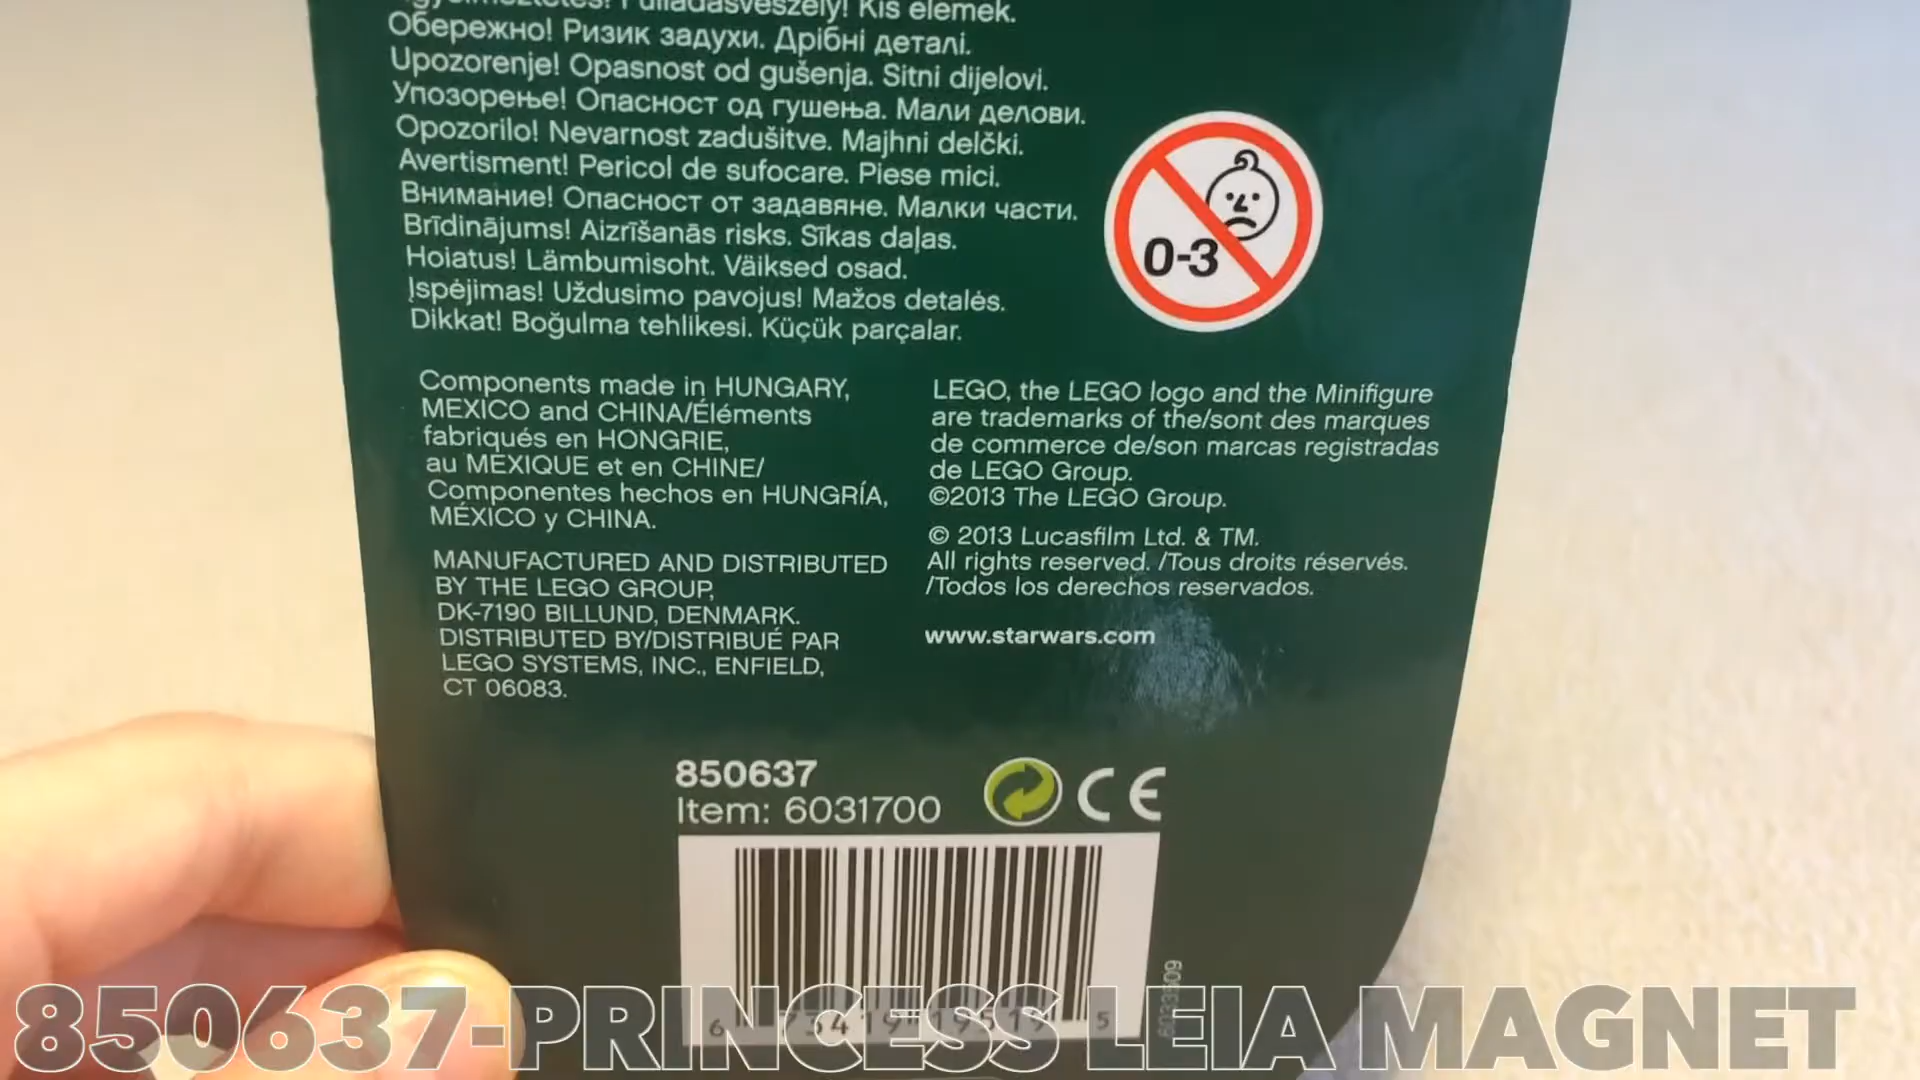 Kis elemek.
Обережно! Ризик задухи. Дрібні деталі.
Upozorenje! Opasnost od gušenja. Sitni dijelovi.
Упозорење! Опасност од гушења. Мали делови.
Opozorilo! Nevarnost zadušitve. Majhni delčki.
Avertisment! Pericol de sufocare. Piese mici.
Внимание! Опасност от задавяне. Малки части.
Brīdinājums! Aizrīšanās risks. Sīkas daļas.
Hoiatus! Lämbumisoht. Väiksed osad.
Įspėjimas! Uždusimo pavojus! Mažos detalės.
Dikkat! Boğulma tehlikesi. Küçük parçalar.
0-3
Components made in HUNGARY,
MEXICO and CHINA/Éléments
fabriqués en HONGRIE,
au MEXIQUE et en CHINE/
Componentes hechos en HUNGRÍA,
MÉXICO y CHINA.
MANUFACTURED AND DISTRIBUTED
BY THE LEGO GROUP,
DK-7190 BILLUND, DENMARK.
DISTRIBUTED BY/DISTRIBUÉ PAR
LEGO SYSTEMS, INC., ENFIELD,
CT 06083.
LEGO, the LEGO logo and the Minifigure
are trademarks of the/sont des marques
de commerce de/son marcas registradas
de LEGO Group.
©2013 The LEGO Group.
© 2013 Lucasfilm Ltd. & TM.
All rights reserved. /Tous droits réservés.
/Todos los derechos reservados.
www.starwars.com
850637
Item: 6031700
CE
6 73419 19519 5
850637-PRINCESS LEIA MAGNET